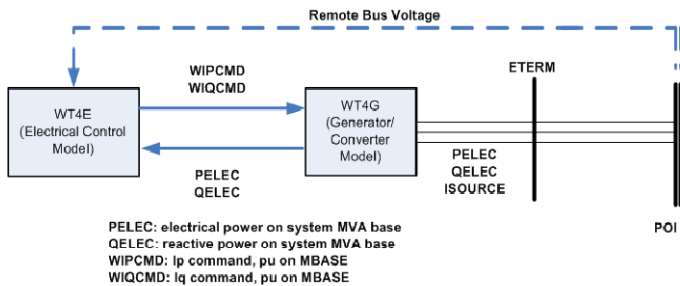 Remote Bus Voltage
WIPCMD
WIQCMD
ETERM
WT4E
(Electrical Control
Model)
WT4G
(Generator/
Converter
Model)
PELEC
QELEC
PELEC
QELEC
ISOURCE
POI
PELEC: electrical power on system MVA base
QELEC: reactive power on system MVA base
WIPCMD: Ip command, pu on MBASE
WIQCMD: Iq command, pu on MBASE